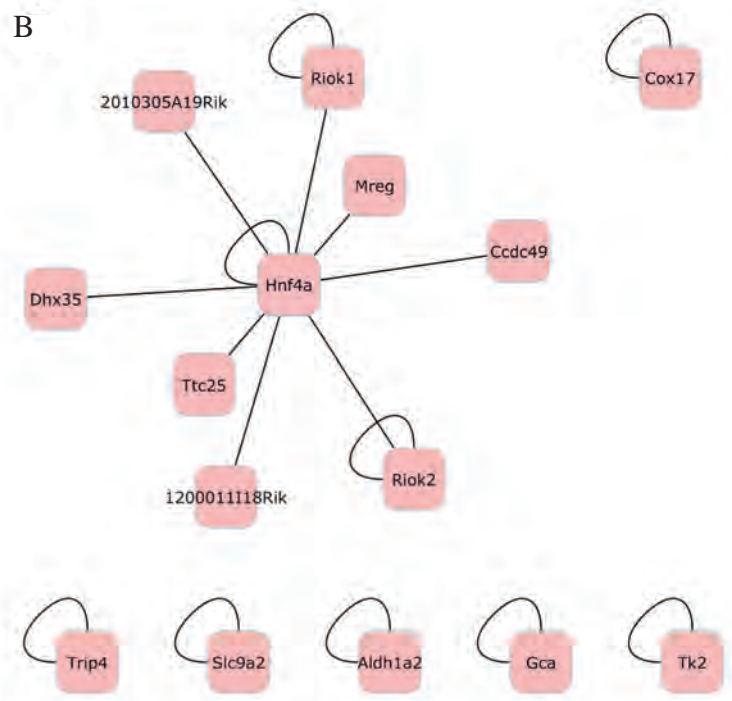 B
Riok1
Cox17
2010305A19Rik
Mreg
Ccdc49
Hnf4a
Dhx35
Ttc25
Riok2
1200011I18Rik
Trip4
Slc9a2
Aldh1a2
Gca
Tk2